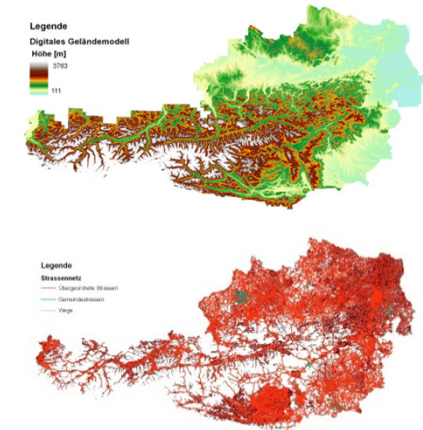 Legende
Digitales Geländemodell
Höhe [m]
3763
111
Legende
Strassennetz
Übergeordnete Strassen
Gemeindestrassen
Wege